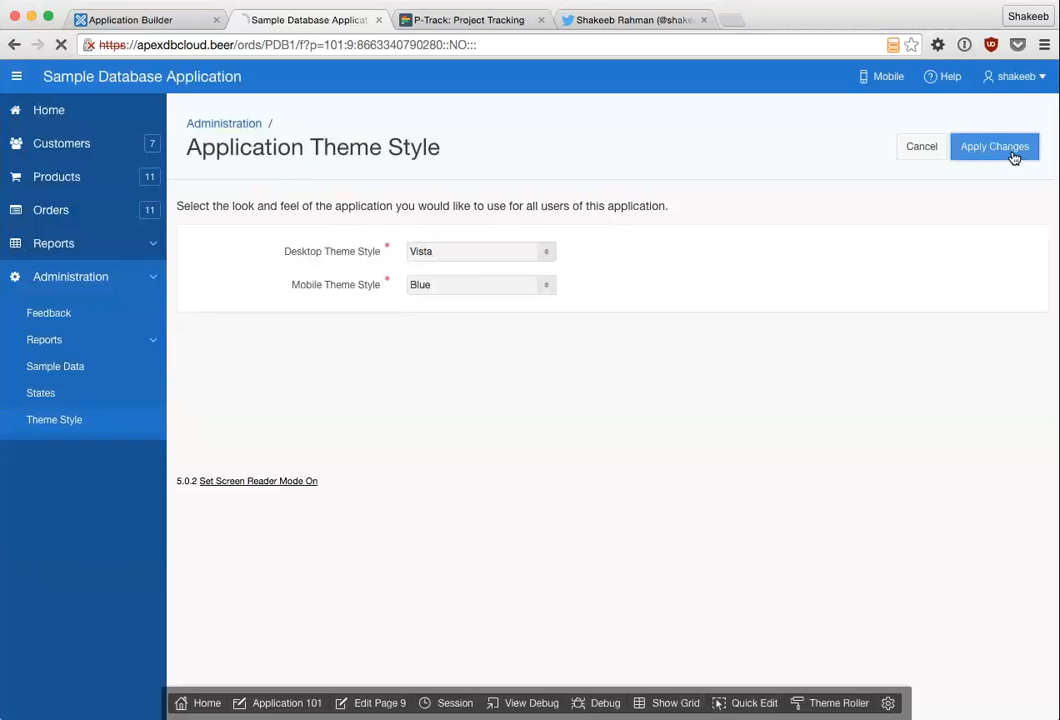 Application Builder
Sample Database Applicat
P-Track: Project Tracking
Shakeeb Rahman (@shake
Shakeeb
https://apexdbcloud.beer/ords/PDB1/f?p=101:9:8663340790280::NO:::
Sample Database Application
Mobile
Help
shakeeb
Home
Customers 7
Products 11
Orders 11
Reports
Administration
Feedback
Reports
Sample Data
States
Theme Style
Administration /
Application Theme Style
Cancel
Apply Changes
Select the look and feel of the application you would like to use for all users of this application.
Desktop Theme Style * Vista
Mobile Theme Style * Blue
5.0.2 Set Screen Reader Mode On
Home
Application 101
Edit Page 9
Session
View Debug
Debug
Show Grid
Quick Edit
Theme Roller